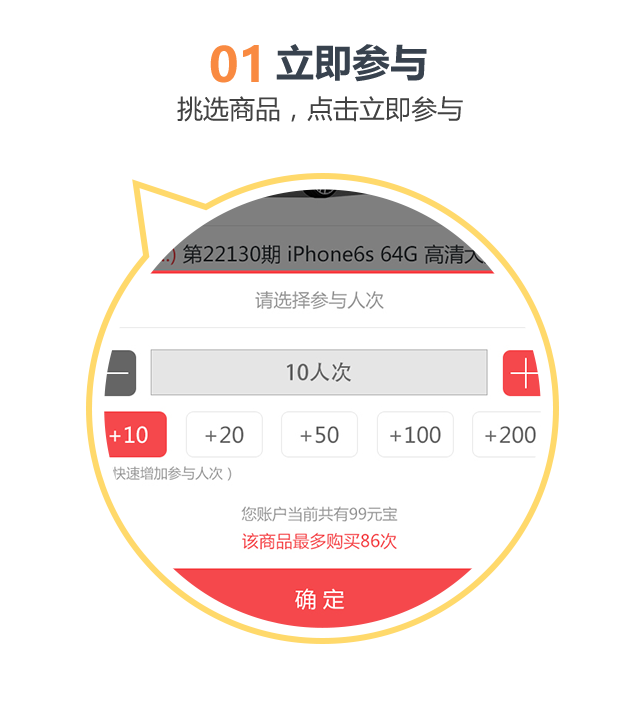 01 立即参与
挑选商品，点击立即参与
.) 第22130期 iPhone6s 64G 高清大
请选择参与人次
10人次
+10 +20 +50 +100 +200
快速增加参与人次）
您账户当前共有99元宝
该商品最多购买86次
确 定